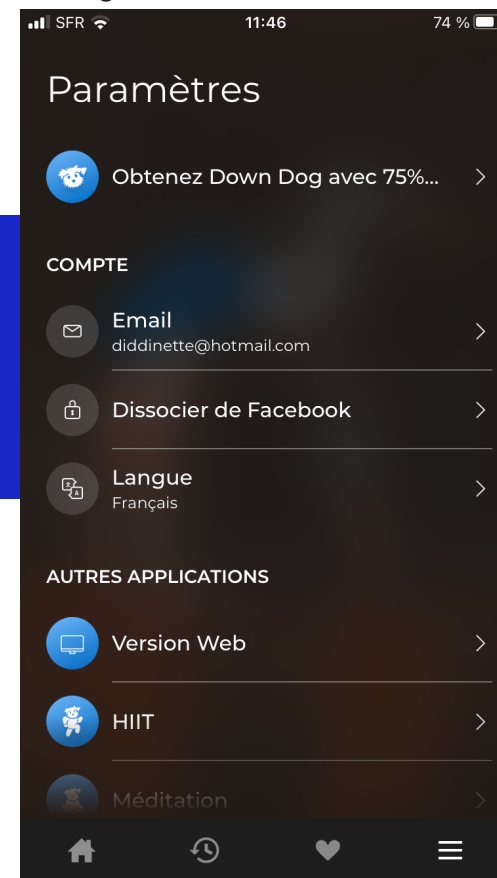 SFR 11:46 74 %
Paramètres
Obtenez Down Dog avec 75%...
COMPTE
Email
diddinette@hotmail.com
Dissocier de Facebook
Langue
Français
AUTRES APPLICATIONS
Version Web
HIIT
Méditation